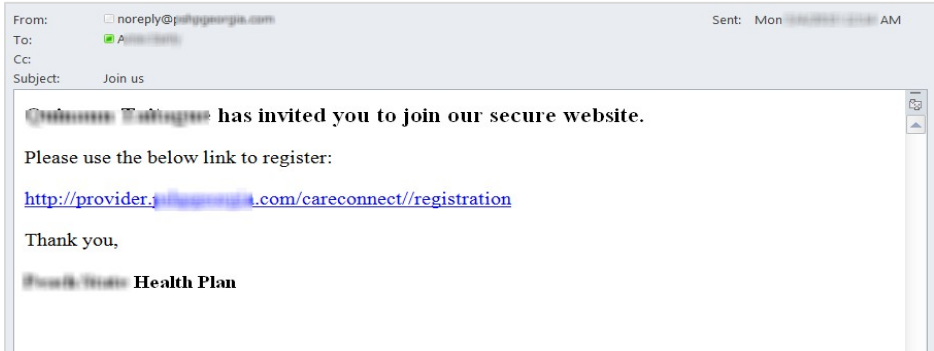 From: noreply@ .com Sent: Mon AM
To: A
Cc:
Subject: Join us
has invited you to join our secure website.
Please use the below link to register:
http://provider. .com/careconnect//registration
Thank you,
Health Plan